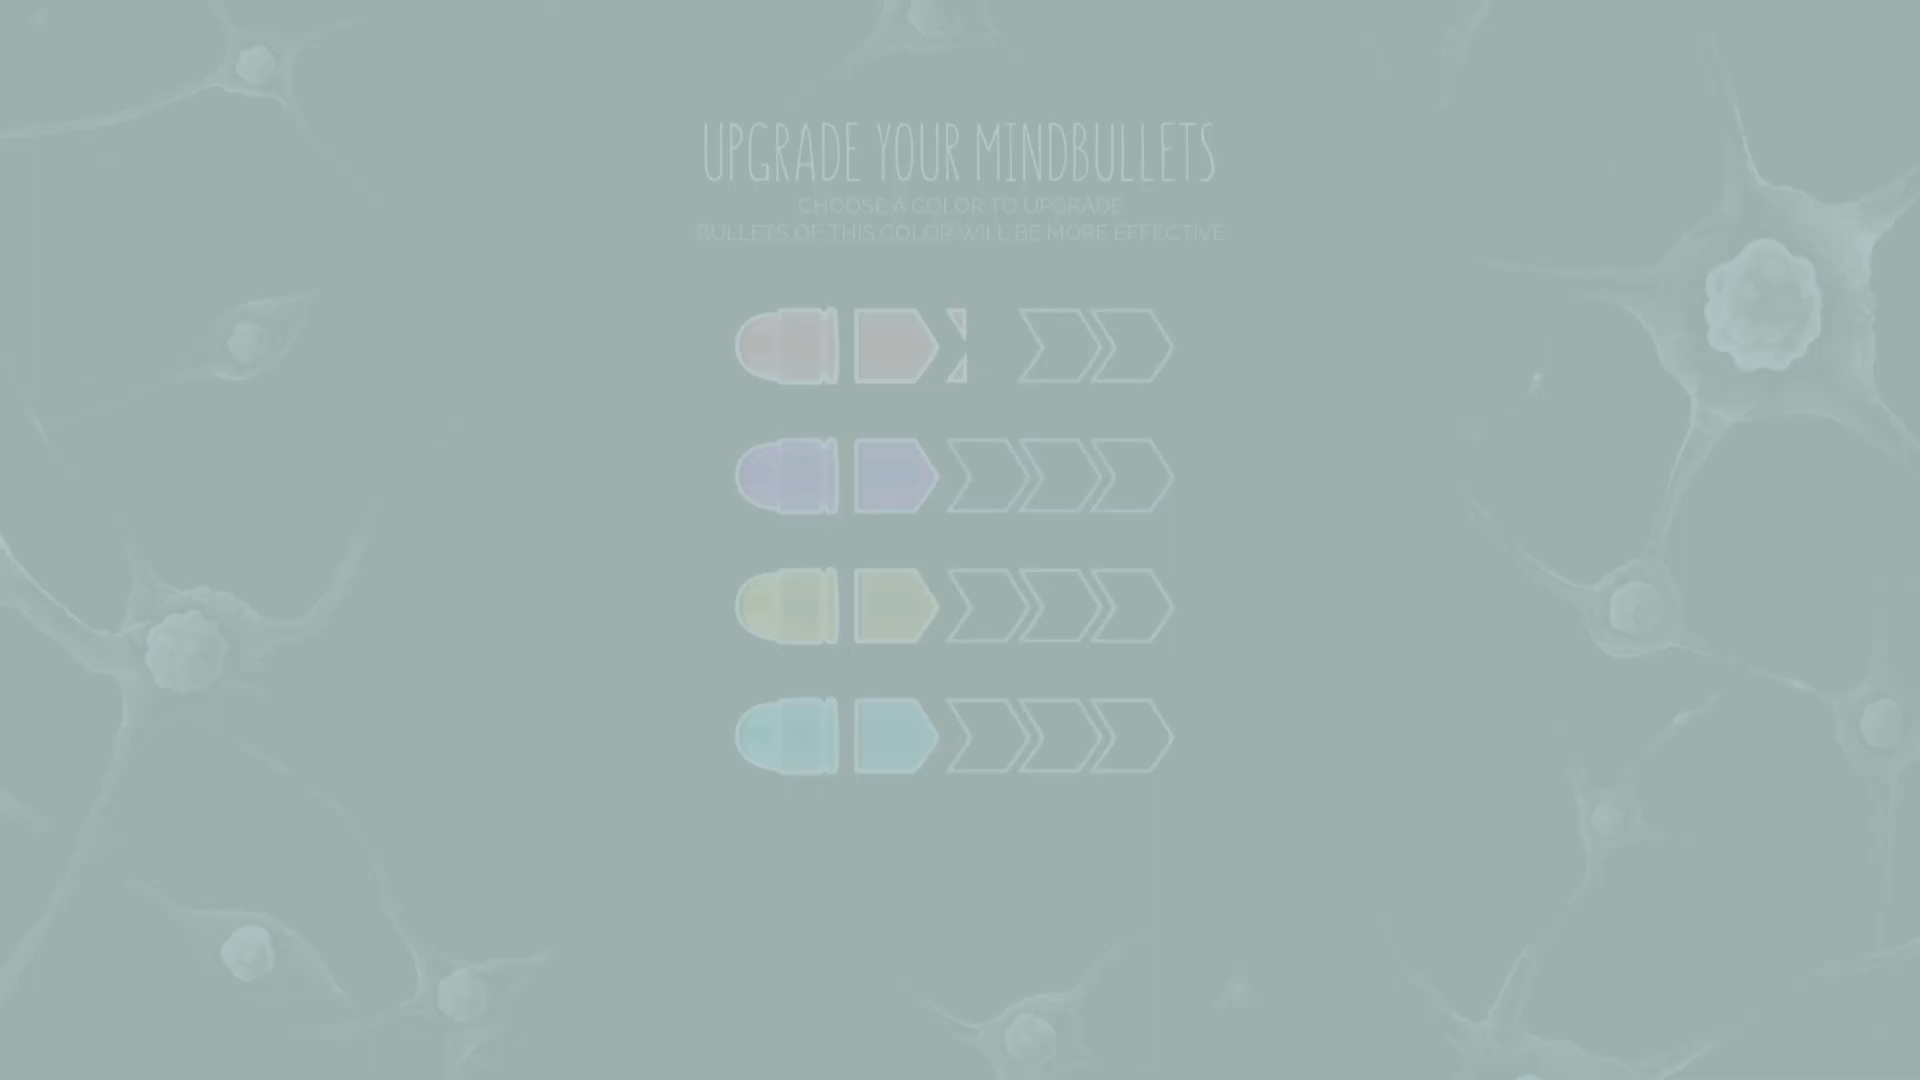 UPGRADE YOUR MINDBULLETS
CHOOSE A COLOR TO UPGRADE
BULLETS OF THIS COLOR WILL BE MORE EFFECTIVE